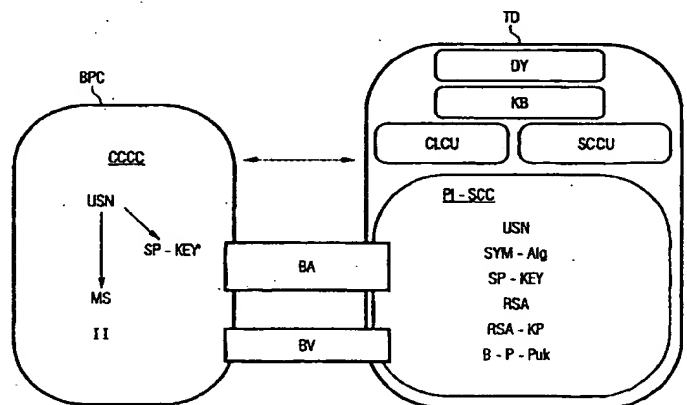 TD
DY
BPC
KB
CCCC
CLCU
SCCU
PI - SCC
USN
USN
SP - KEY*
SYM - Alg
BA
SP - KEY
MS
RSA
I I
RSA - KP
BV
B - P - Puk